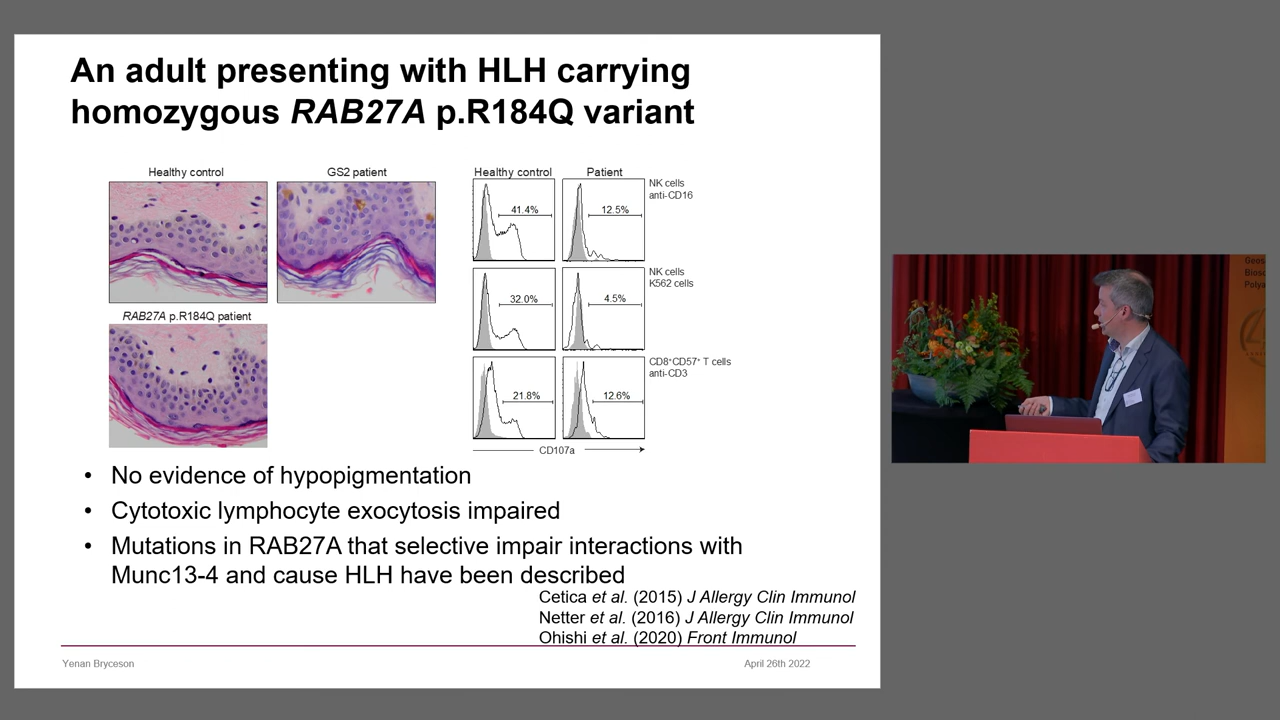 An adult presenting with HLH carrying
homozygous RAB27A p.R184Q variant
Healthy control
GS2 patient
RAB27A p.R184Q patient
Healthy control
Patient
41.4%
12.5%
NK cells
anti-CD16
32.0%
4.5%
NK cells
K562 cells
21.8%
12.6%
CD8⁺CD57⁺ T cells
anti-CD3
CD107a
• No evidence of hypopigmentation
• Cytotoxic lymphocyte exocytosis impaired
• Mutations in RAB27A that selective impair interactions with
Munc13-4 and cause HLH have been described
Cetica et al. (2015) J Allergy Clin Immunol
Netter et al. (2016) J Allergy Clin Immunol
Ohishi et al. (2020) Front Immunol
Yenan Bryceson
April 26th 2022